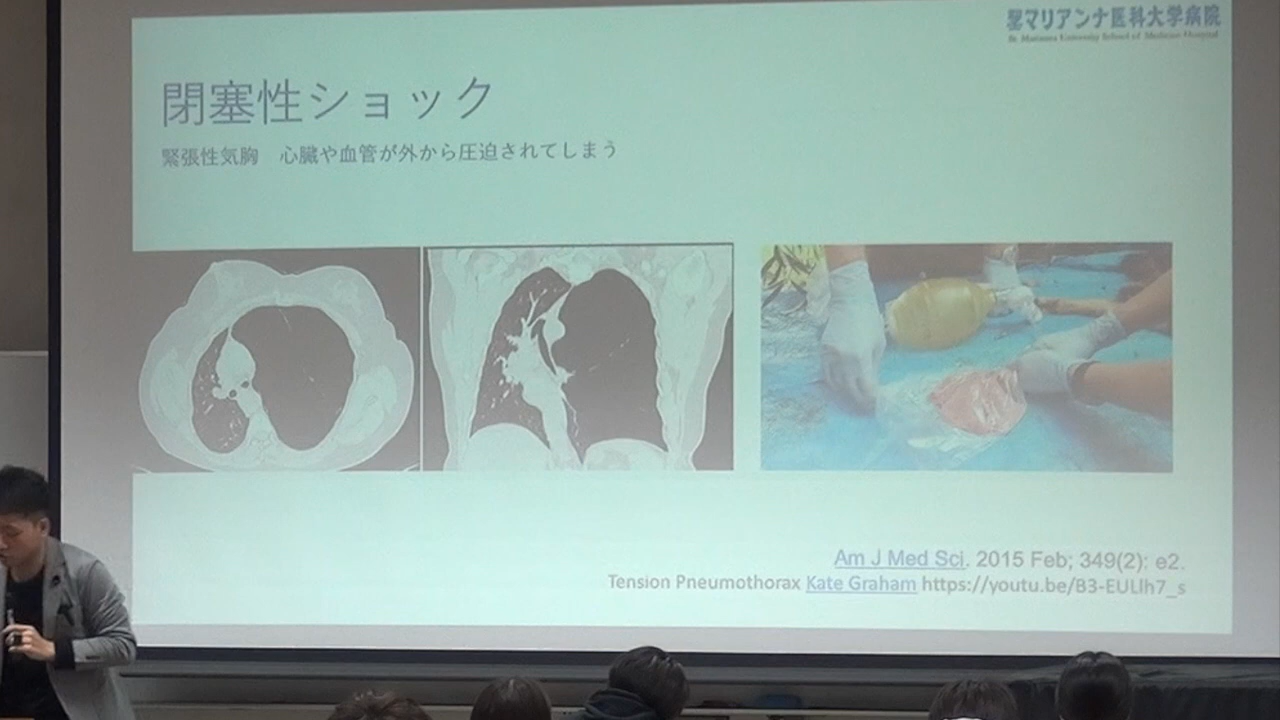 聖マリアンナ医科大学病院
St. Marianna University School of Medicine Hospital
閉塞性ショック
緊張性気胸 心臓や血管が外から圧迫されてしまう
Am J Med Sci. 2015 Feb; 349(2): e2.
Tension Pneumothorax Kate Graham https://youtu.be/B3-EULlh7_s